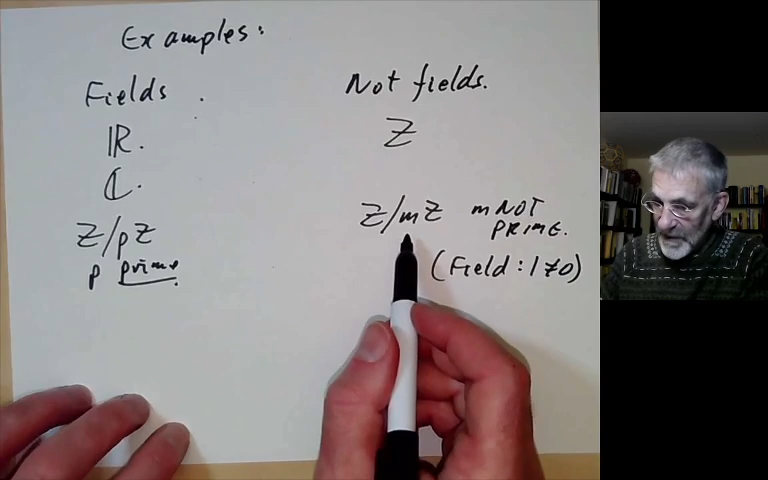 Examples:
Fields . Not fields.
ℝ. ℤ
ℂ.
ℤ/pℤ ℤ/mℤ m NOT
p prime. PRIME.
(Field: 1≠0)